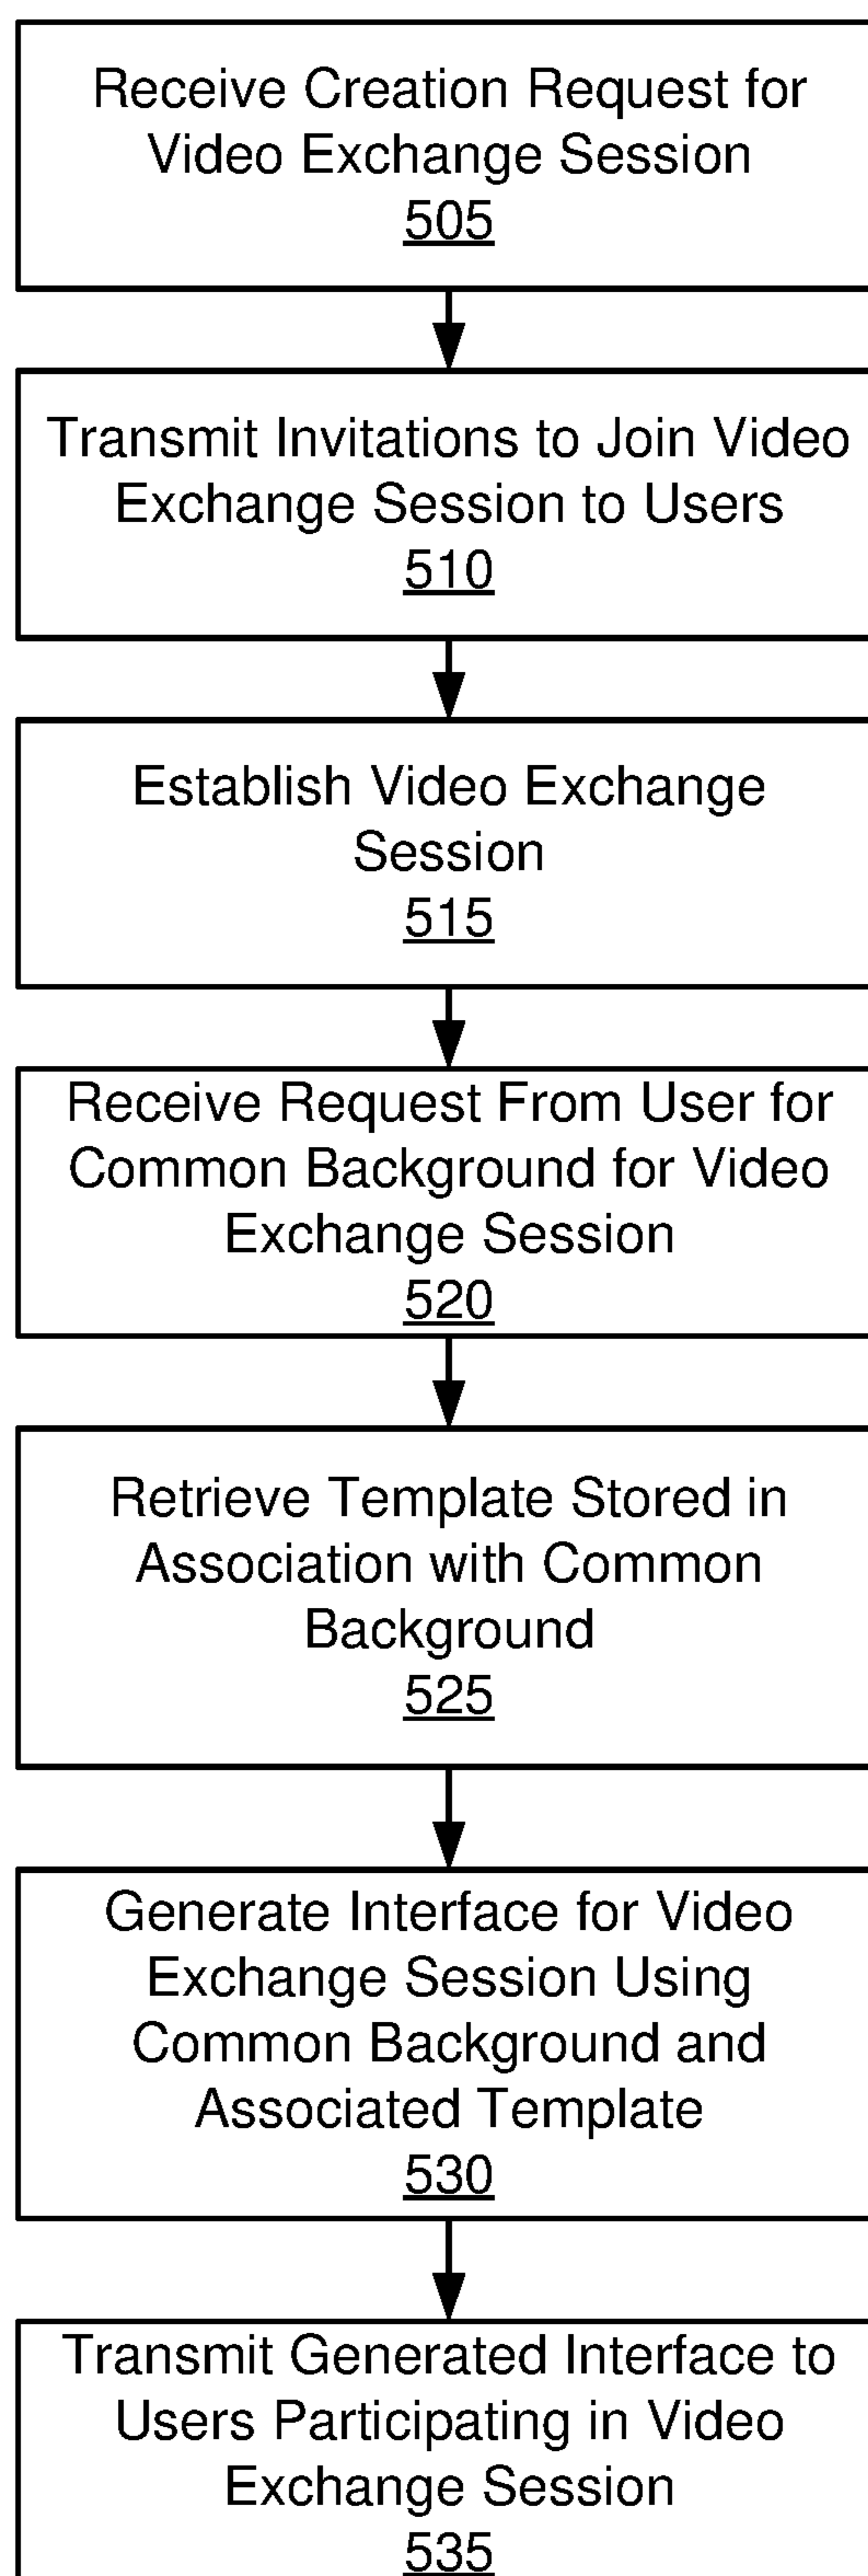 Receive Creation Request for
Video Exchange Session
505
Transmit Invitations to Join Video
Exchange Session to Users
510
Establish Video Exchange
Session
515
Receive Request From User for
Common Background for Video
Exchange Session
520
Retrieve Template Stored in
Association with Common
Background
525
Generate Interface for Video
Exchange Session Using
Common Background and
Associated Template
530
Transmit Generated Interface to
Users Participating in Video
Exchange Session
535